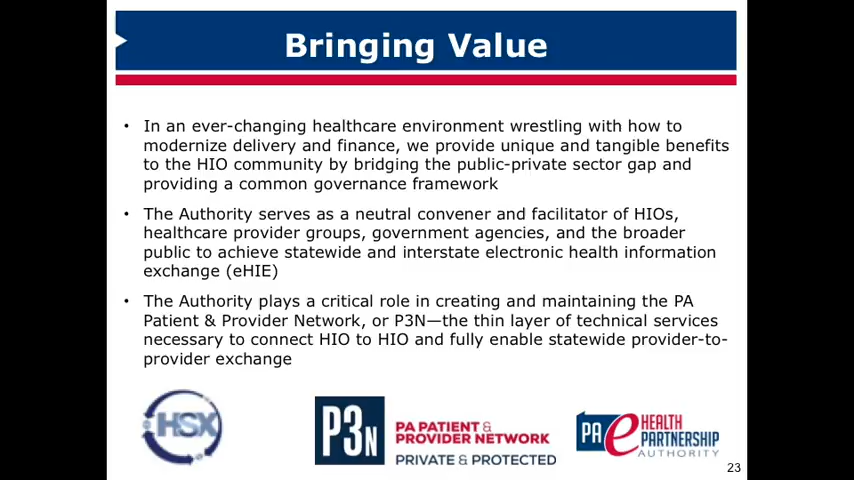 Bringing Value
• In an ever-changing healthcare environment wrestling with how to
modernize delivery and finance, we provide unique and tangible benefits
to the HIO community by bridging the public-private sector gap and
providing a common governance framework
• The Authority serves as a neutral convener and facilitator of HIOs,
healthcare provider groups, government agencies, and the broader
public to achieve statewide and interstate electronic health information
exchange (eHIE)
• The Authority plays a critical role in creating and maintaining the PA
Patient & Provider Network, or P3N—the thin layer of technical services
necessary to connect HIO to HIO and fully enable statewide provider-to-
provider exchange
HSX
P3N
PA PATIENT &
PROVIDER NETWORK
PRIVATE & PROTECTED
PA e HEALTH
PARTNERSHIP
AUTHORITY
23